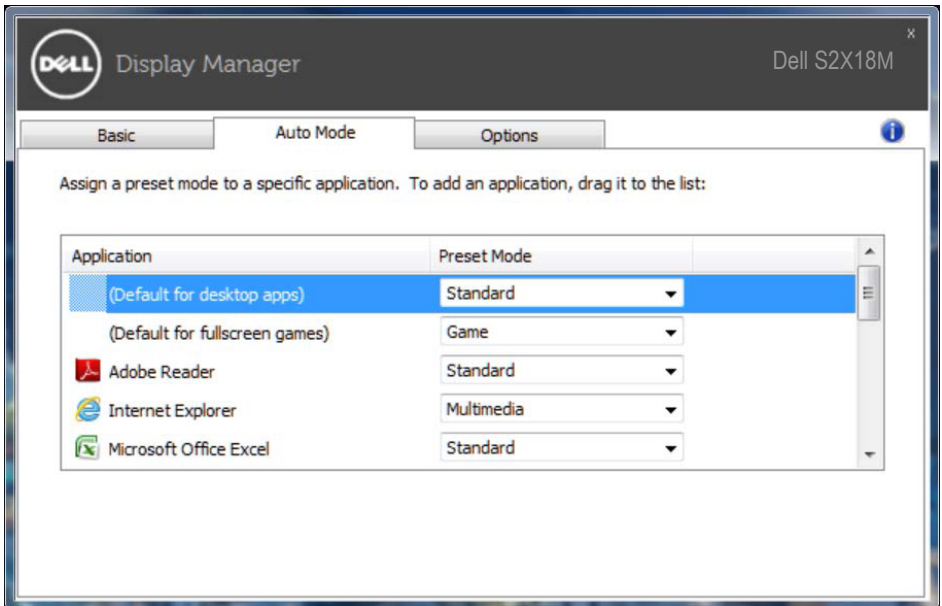 DELL Display Manager Dell S2X18M x
Basic Auto Mode Options i
Assign a preset mode to a specific application. To add an application, drag it to the list:
Application Preset Mode
(Default for desktop apps) Standard
(Default for fullscreen games) Game
Adobe Reader Standard
Internet Explorer Multimedia
Microsoft Office Excel Standard